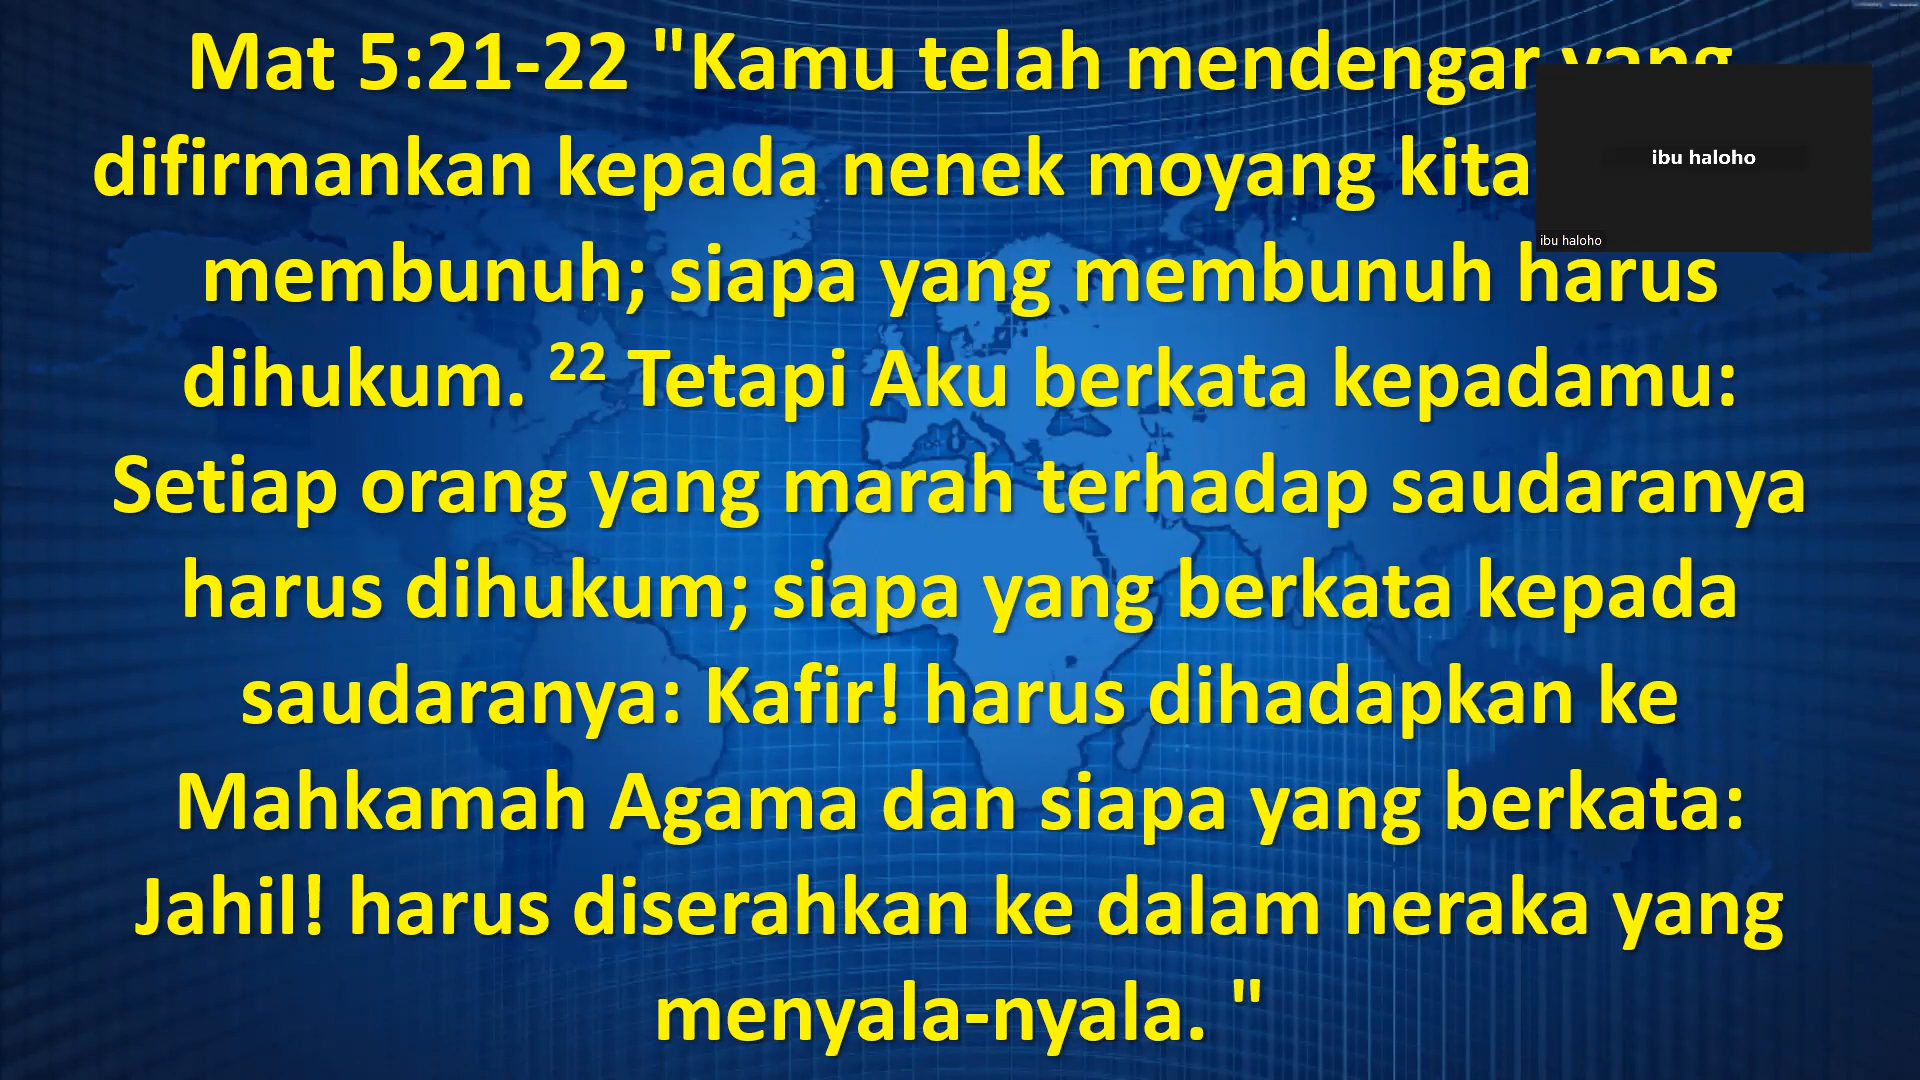 Mat 5:21-22 "Kamu telah mendengar yang
difirmankan kepada nenek moyang kita
membunuh; siapa yang membunuh harus
dihukum. 22 Tetapi Aku berkata kepadamu:
Setiap orang yang marah terhadap saudaranya
harus dihukum; siapa yang berkata kepada
saudaranya: Kafir! harus dihadapkan ke
Mahkamah Agama dan siapa yang berkata:
Jahil! harus diserahkan ke dalam neraka yang
menyala-nyala. "
ibu haloho
ibu haloho